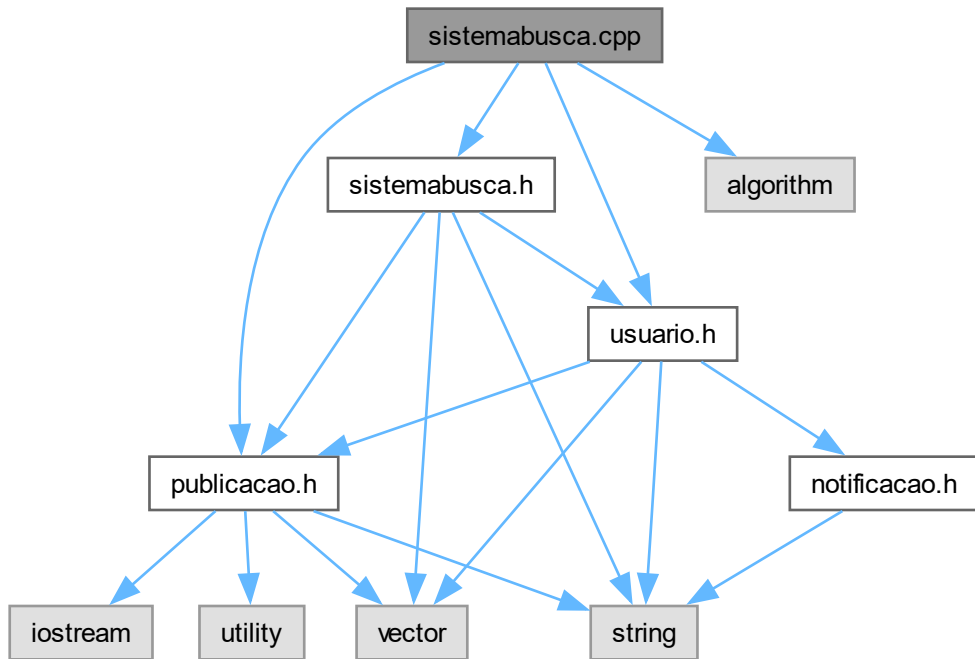 sistemabusca.cpp
sistemabusca.h
algorithm
usuario.h
publicacao.h
notificacao.h
iostream
utility
vector
string